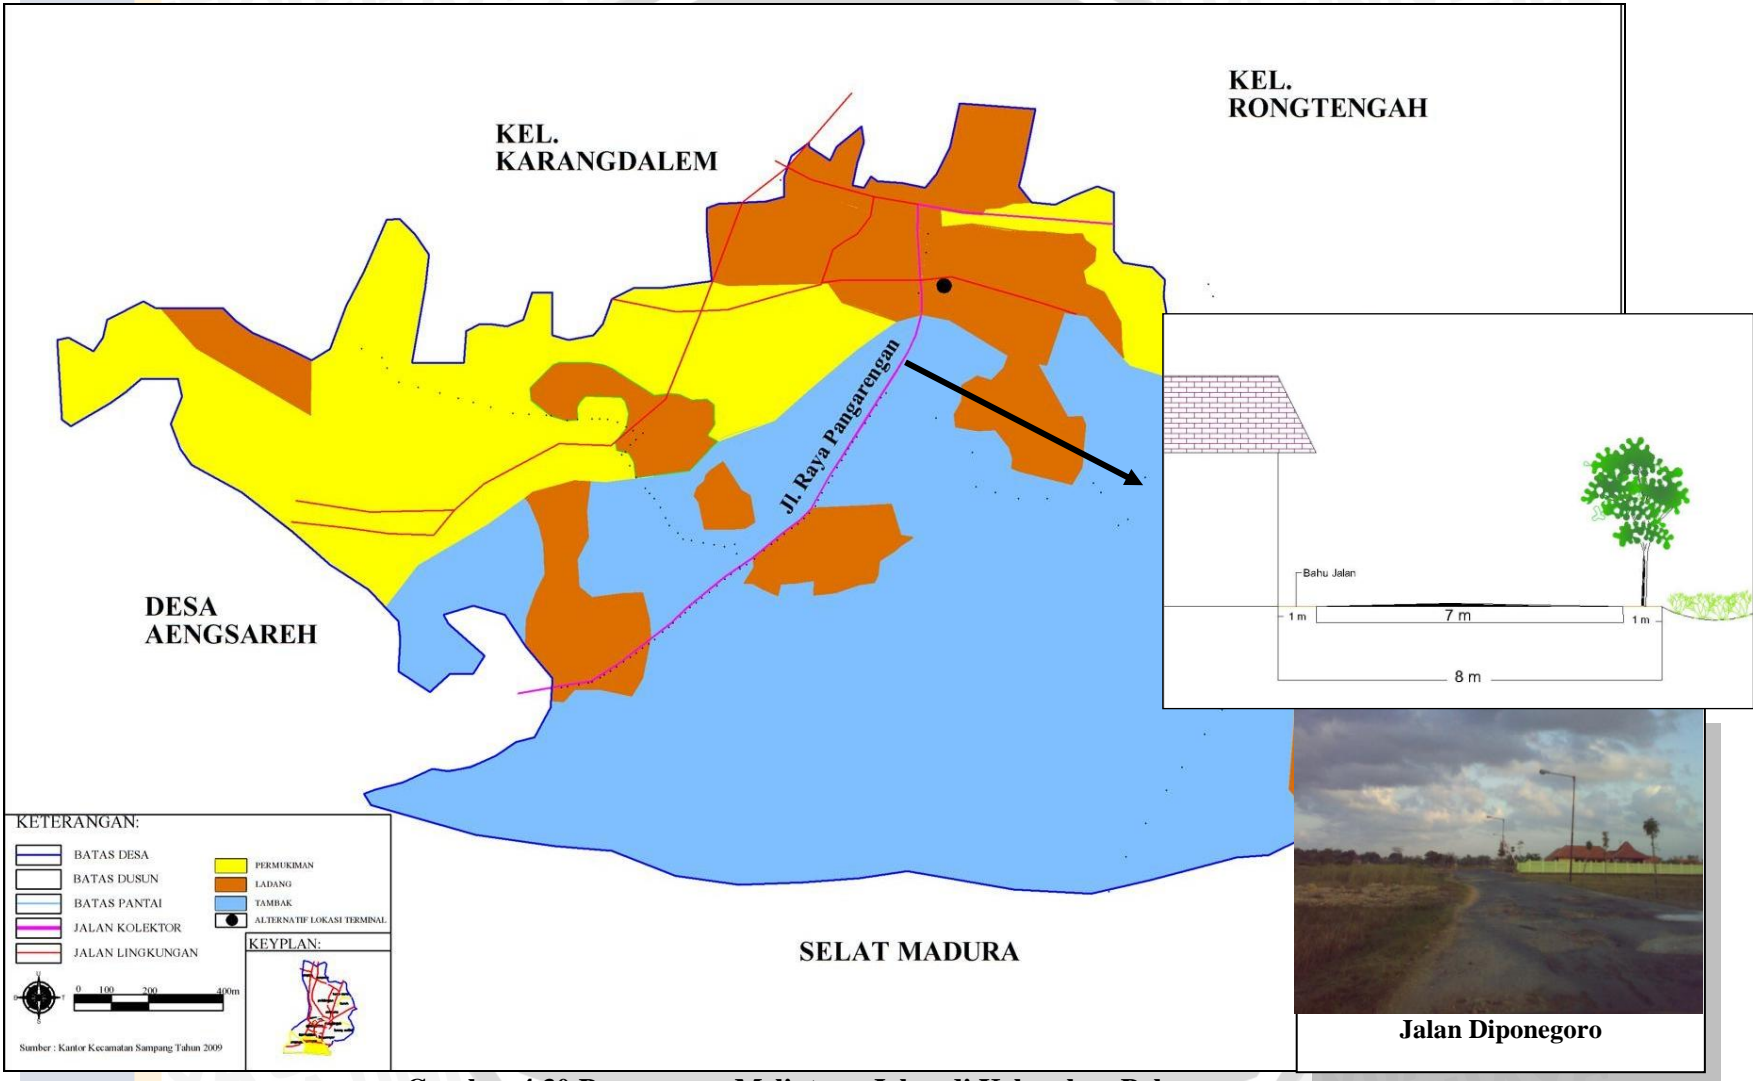 KEL.
RONGTENGAH
KEL.
KARANGDALEM
Jl. Raya Pangarengan
Bahu Jalan
1 m
7 m
1 m
8 m
DESA
AENGSAREH
SELAT MADURA
KETERANGAN:
BATAS DESA
BATAS DUSUN
BATAS PANTAI
JALAN KOLEKTOR
JALAN LINGKUNGAN
PERMUKIMAN
LADANG
TAMBAK
ALTERNATIF LOKASI TERMINAL
KEYPLAN:
0 100 200 400m
Sumber : Kantor Kecamatan Sampang Tahun 2009
Jalan Diponegoro